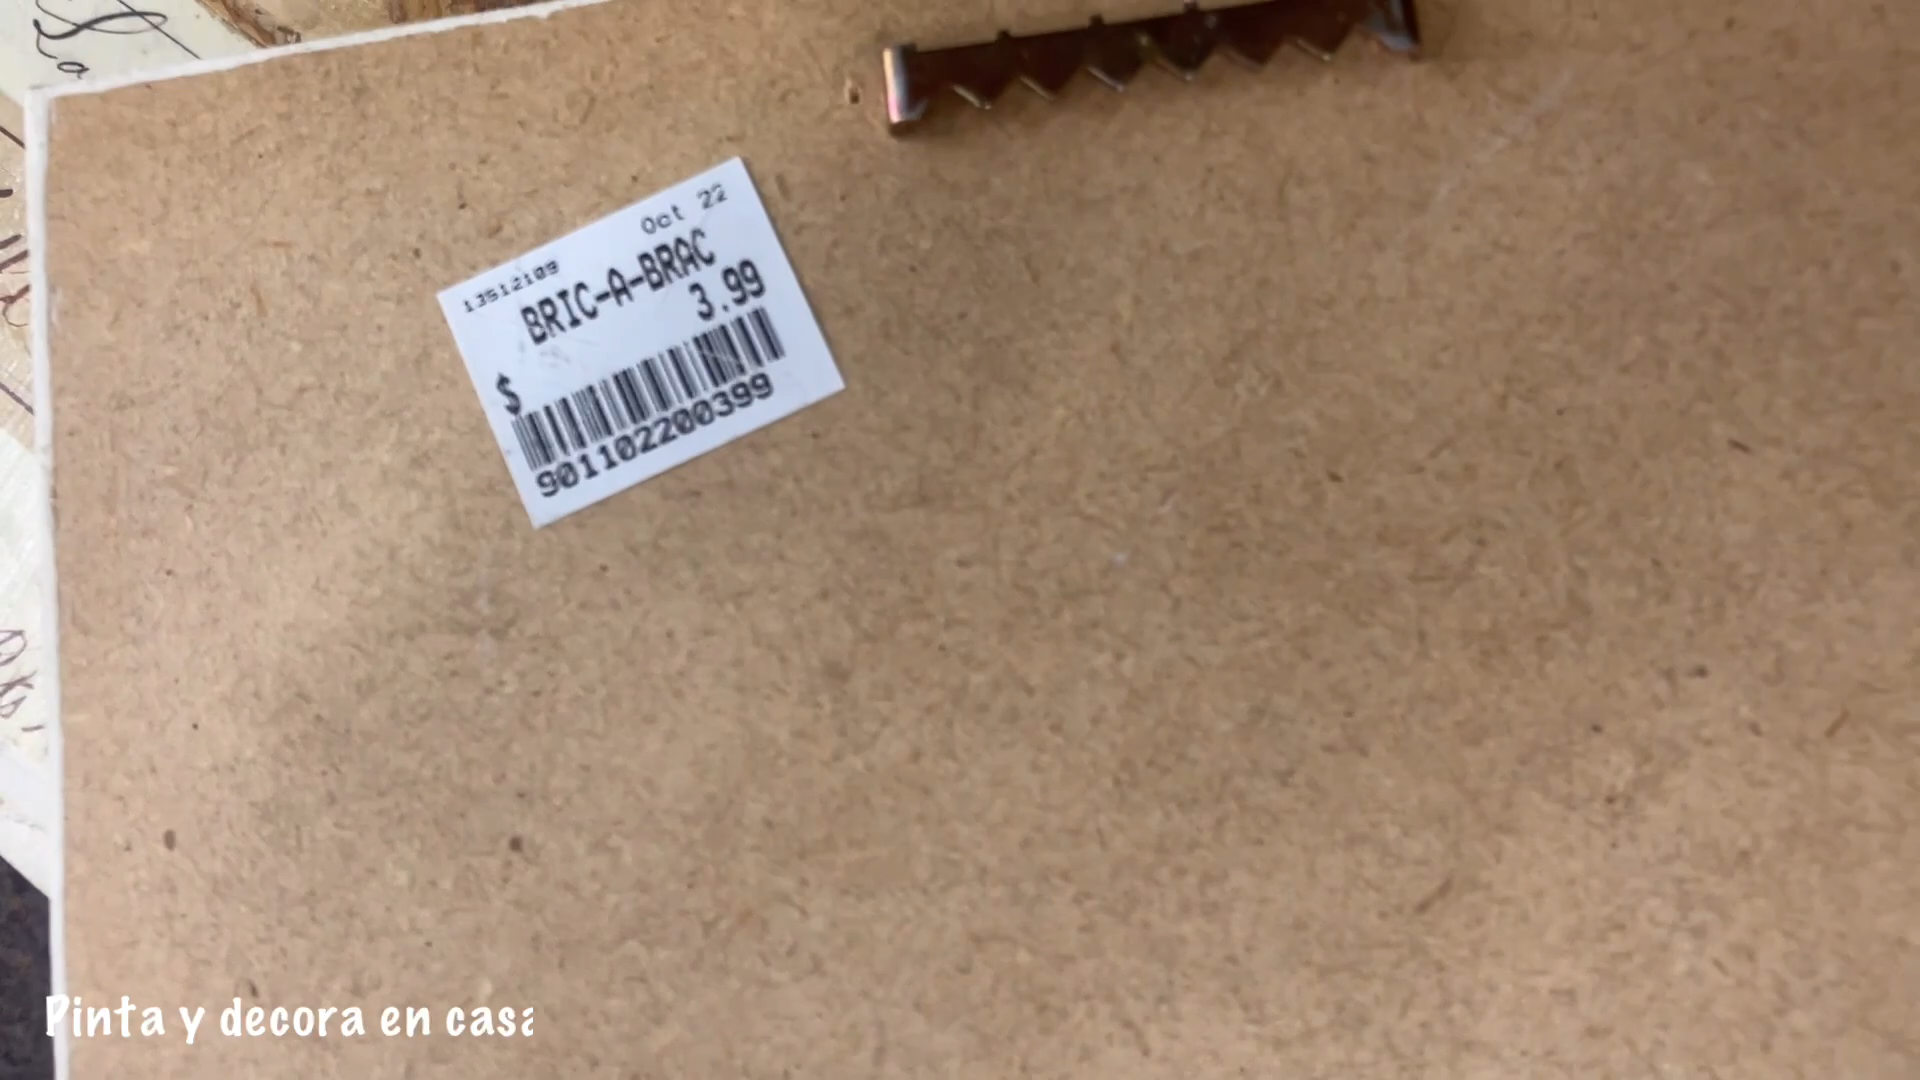 Oct 22
13512109
BRIC-A-BRAC
3.99
$
901102200399
Pinta y decora en casa